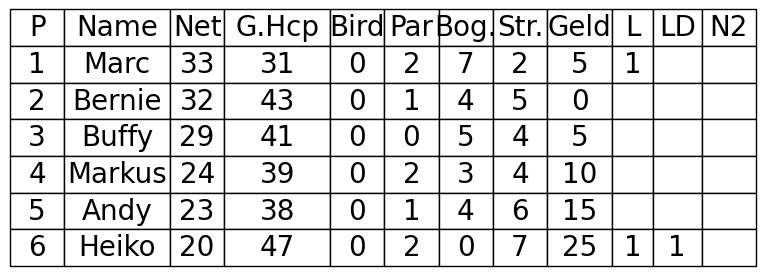 P Name Net G.Hcp Bird Par Bog. Str. Geld L LD N2
1 Marc 33 31 0 2 7 2 5 1
2 Bernie 32 43 0 1 4 5 0
3 Buffy 29 41 0 0 5 4 5
4 Markus 24 39 0 2 3 4 10
5 Andy 23 38 0 1 4 6 15
6 Heiko 20 47 0 2 0 7 25 1 1